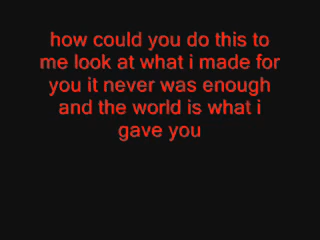 how could you do this to
me look at what i made for
you it never was enough
and the world is what i
gave you